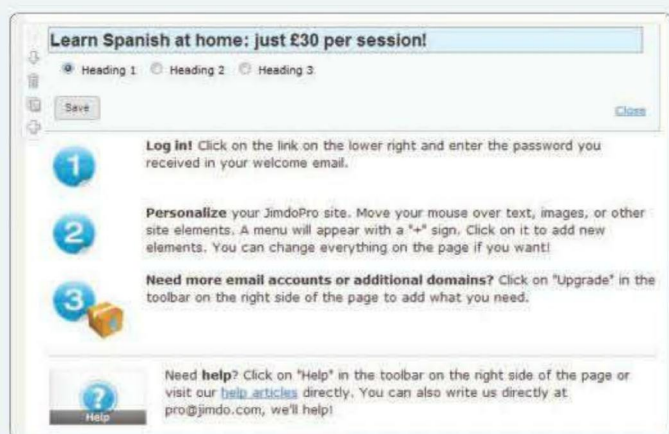 Learn Spanish at home: just £30 per session!
Heading 1 Heading 2 Heading 3
Save Close
1
Log in! Click on the link on the lower right and enter the password you
received in your welcome email.
2
Personalize your JimdoPro site. Move your mouse over text, images, or other
site elements. A menu will appear with a "+" sign. Click on it to add new
elements. You can change everything on the page if you want!
3
Need more email accounts or additional domains? Click on "Upgrade" in the
toolbar on the right side of the page to add what you need.
?
Help
Need help? Click on "Help" in the toolbar on the right side of the page or
visit our help articles directly. You can also write us directly at
pro@jimdo.com, we'll help!